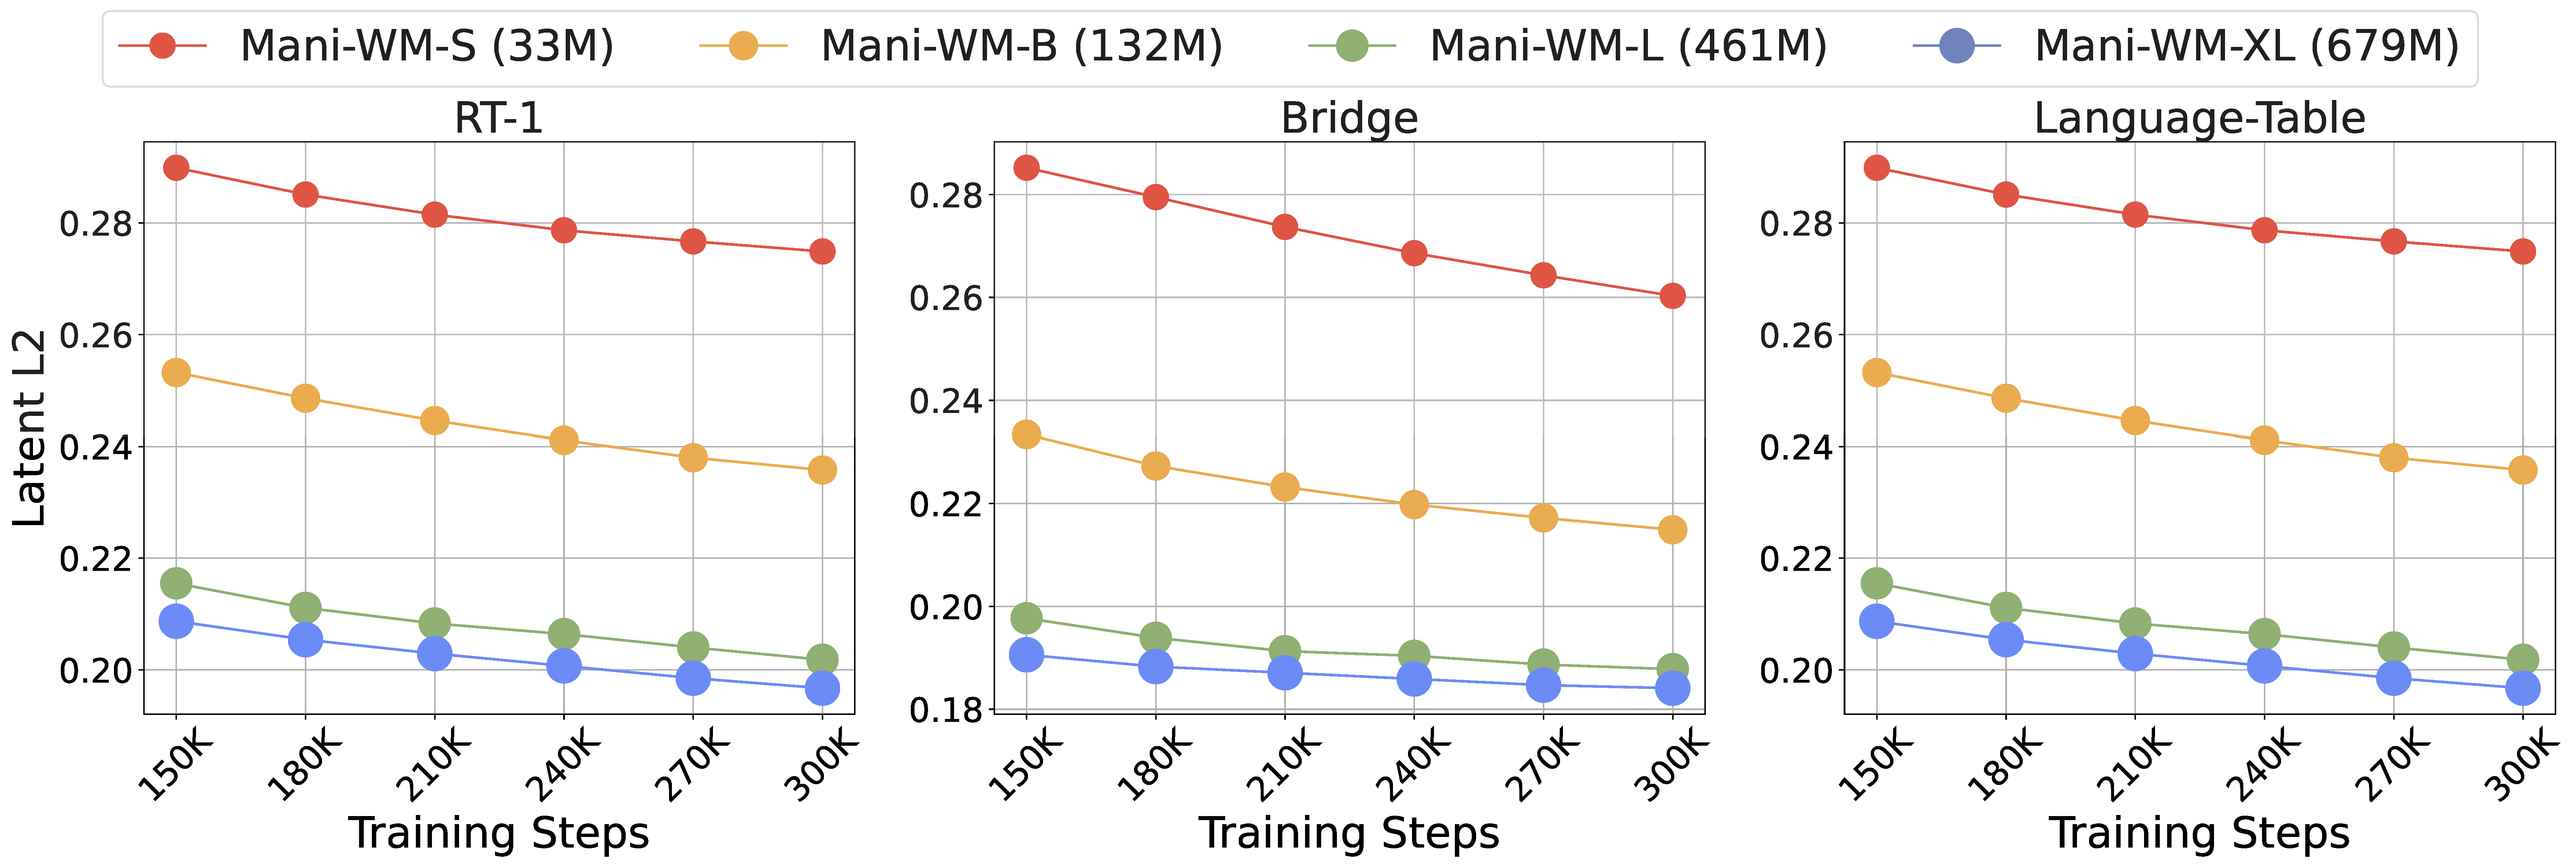 Mani-WM-S (33M) Mani-WM-B (132M) Mani-WM-L (461M) Mani-WM-XL (679M)
RT-1
Latent L2
0.28
0.26
0.24
0.22
0.20
150K 180K 210K 240K 270K 300K
Training Steps
Bridge
0.28
0.26
0.24
0.22
0.20
0.18
150K 180K 210K 240K 270K 300K
Training Steps
Language-Table
0.28
0.26
0.24
0.22
0.20
150K 180K 210K 240K 270K 300K
Training Steps